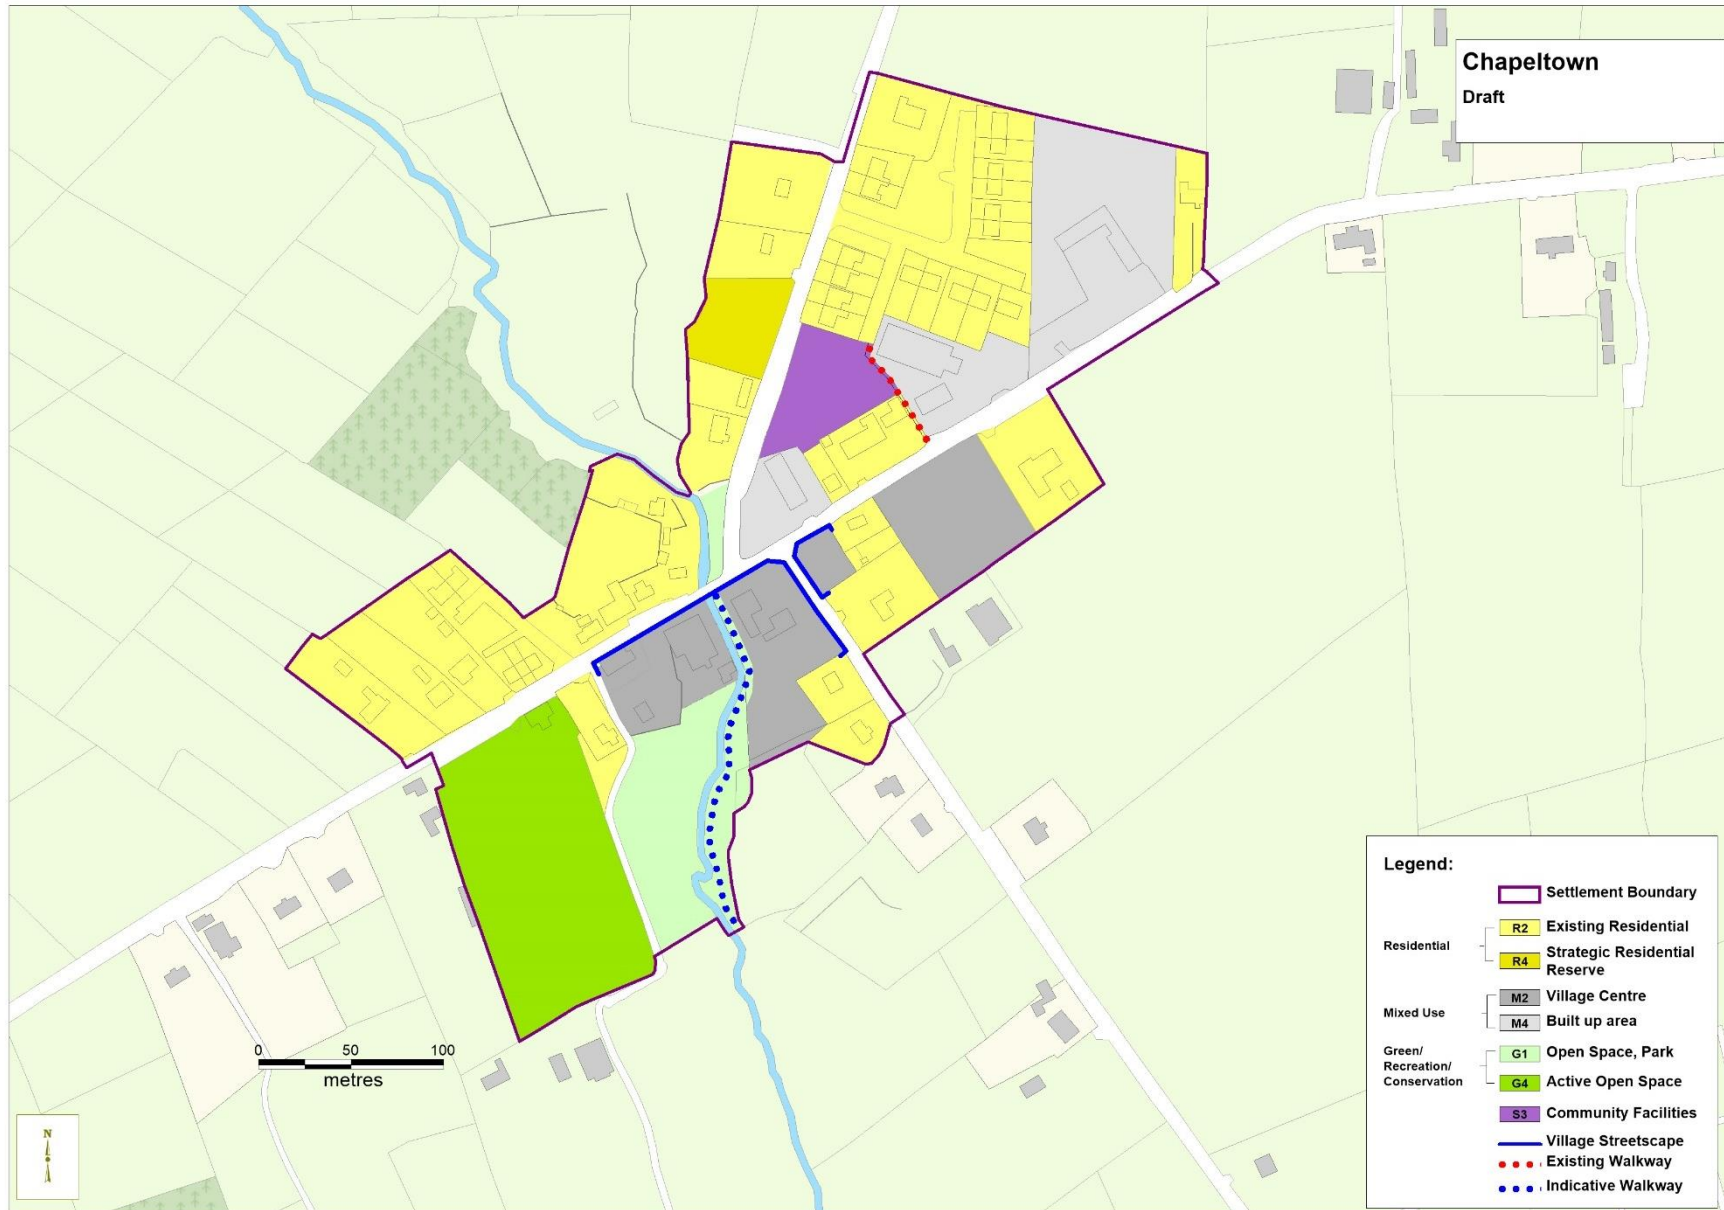 Chapeltown
Draft
Legend:
Settlement Boundary
Residential
R2 Existing Residential
R4 Strategic Residential
Reserve
Mixed Use
M2 Village Centre
M4 Built up area
Green/
Recreation/
Conservation
G1 Open Space, Park
G4 Active Open Space
S3 Community Facilities
Village Streetscape
Existing Walkway
Indicative Walkway
0 50 100
metres
N